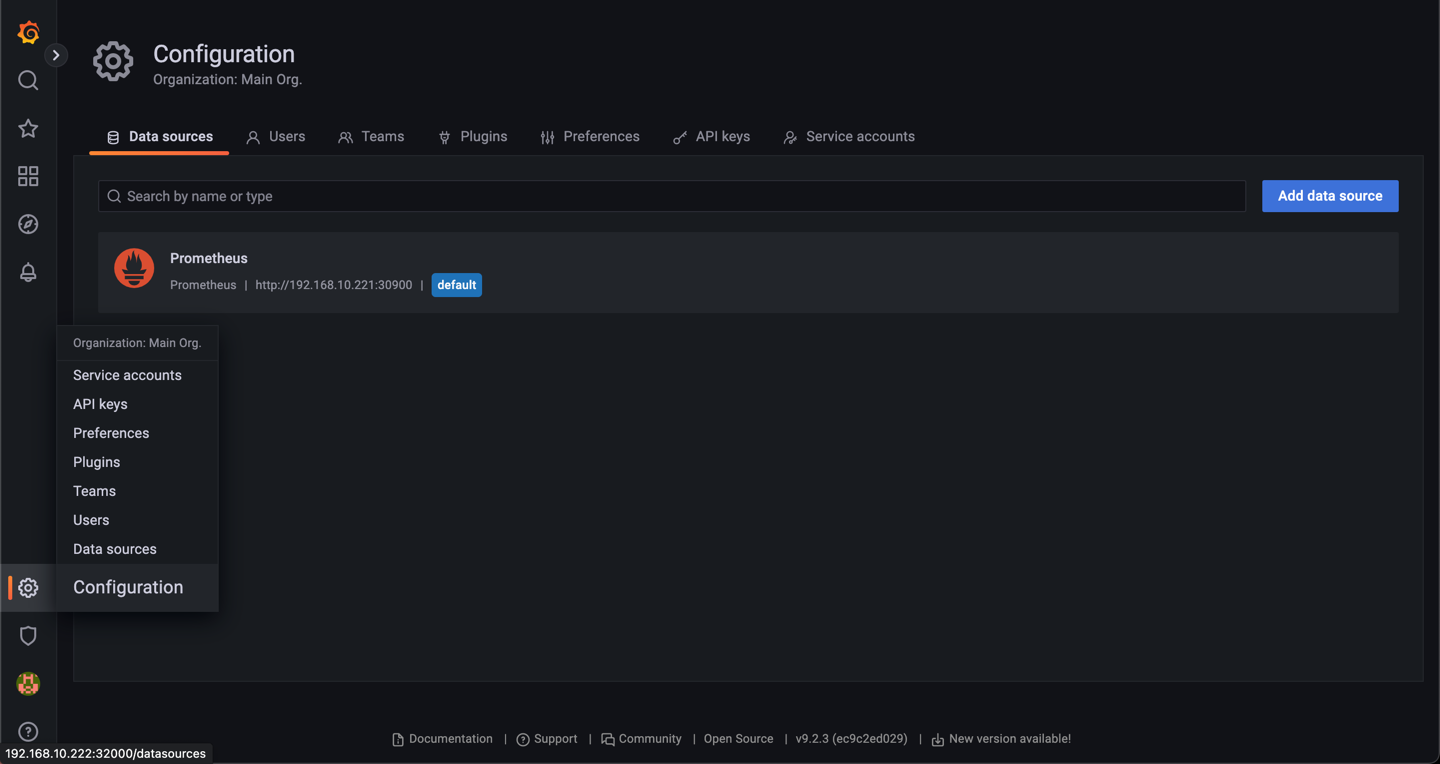 Configuration
Organization: Main Org.
Data sources
Users
Teams
Plugins
Preferences
API keys
Service accounts
Search by name or type
Add data source
Prometheus
Prometheus | http://192.168.10.221:30900 | default
Organization: Main Org.
Service accounts
API keys
Preferences
Plugins
Teams
Users
Data sources
Configuration
Documentation | Support | Community | Open Source | v9.2.3 (ec9c2ed029) | New version available!
192.168.10.222:32000/datasources